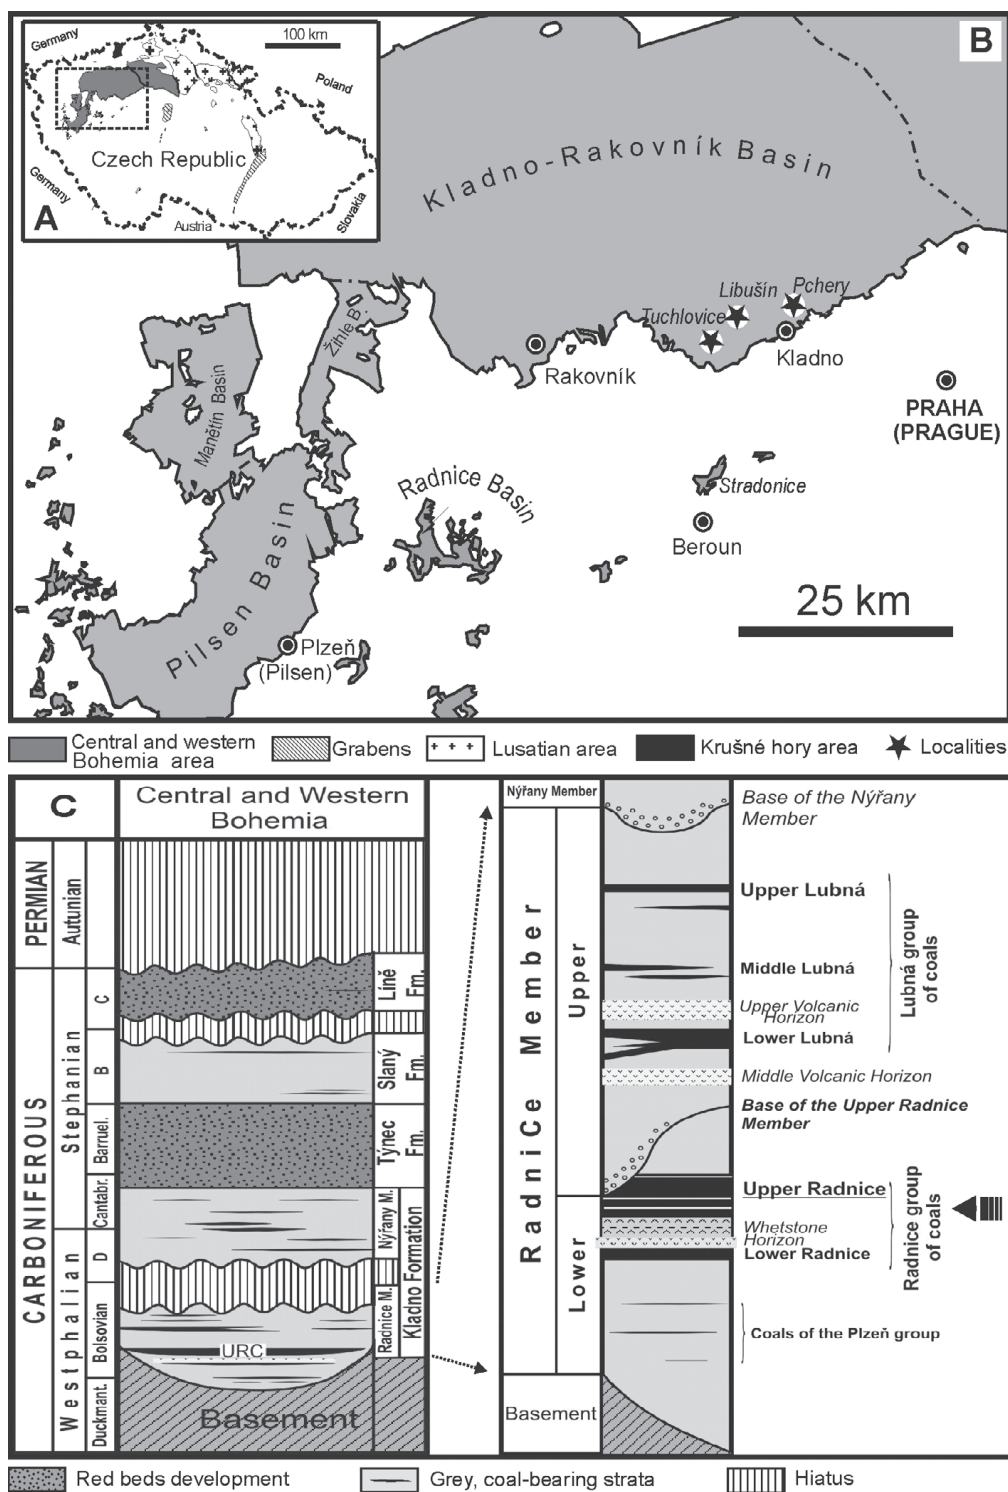 Germany
100 km
Poland
Czech Republic
Germany
A
Austria
Slovakia
B
Kladno-Rakovník Basin
Libušín
Pchery
Tuchlovice
Žihle B.
Rakovník
Kladno
Manětín Basin
PRAHA
(PRAGUE)
Radnice Basin
Stradonice
Beroun
Pilsen Basin
25 km
Plzeň
(Pilsen)
Central and western
Bohemia area
Grabens
Lusatian area
Krušné hory area
Localities
C
Central and Western
Bohemia
PERMIAN
Autunian
CARBONIFEROUS
Stephanian
C
B
Barruel.
Cantabr.
Westphalian
D
Bolsovian
Duckmant.
Líně
Fm.
Slaný
Fm.
Týnec
Fm.
Nýřany M.
Radnice M.
Kladno Formation
URC
Basement
Nýřany Member
Radnice Member
Upper
Lower
Basement
Base of the Nýřany
Member
Upper Lubná
Middle Lubná
Upper Volcanic
Horizon
Lower Lubná
Lubná group
of coals
Middle Volcanic Horizon
Base of the Upper Radnice
Member
Upper Radnice
Whetstone
Horizon
Lower Radnice
Radnice group
of coals
Coals of the Plzeň group
Red beds development
Grey, coal-bearing strata
Hiatus